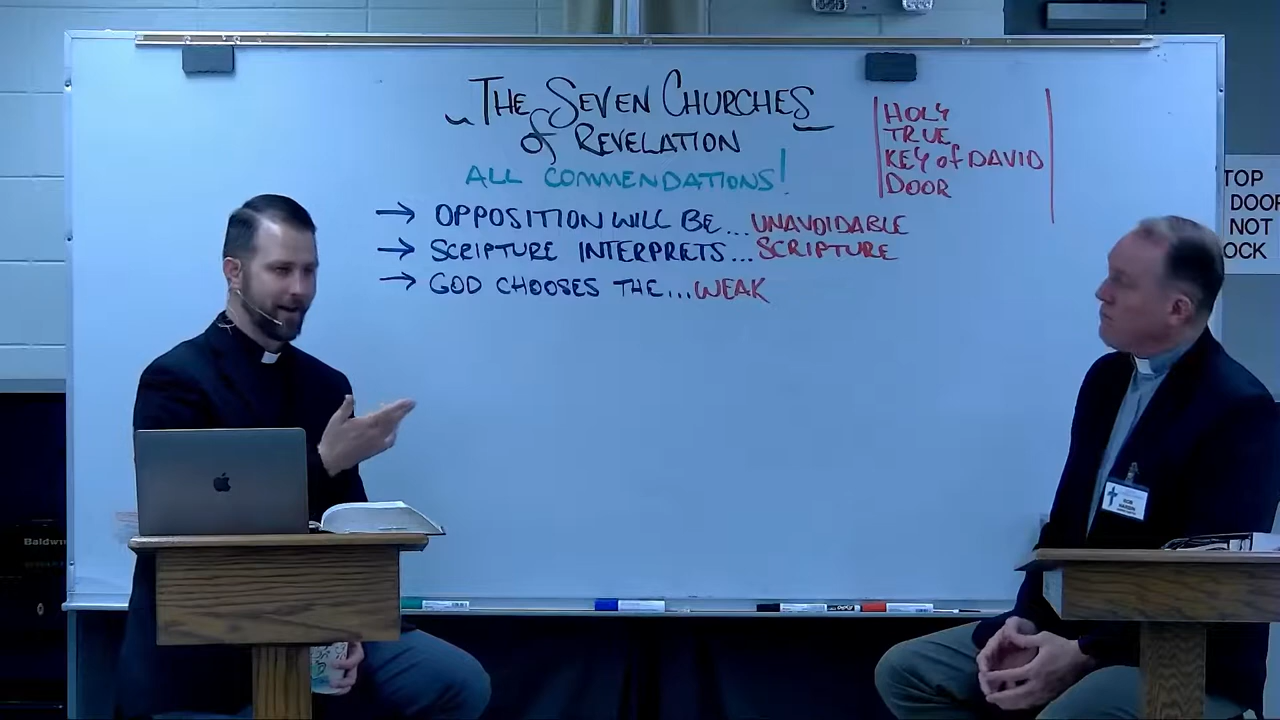 THE SEVEN CHURCHES
of REVELATION
ALL COMMENDATIONS!
→ OPPOSITION WILL BE...UNAVOIDABLE
→ SCRIPTURE INTERPRETS...SCRIPTURE
→ GOD CHOOSES THE...WEAK
HOLY
TRUE
KEY of DAVID
DOOR
TOP
DOOR
NOT
OCK
Baldwin